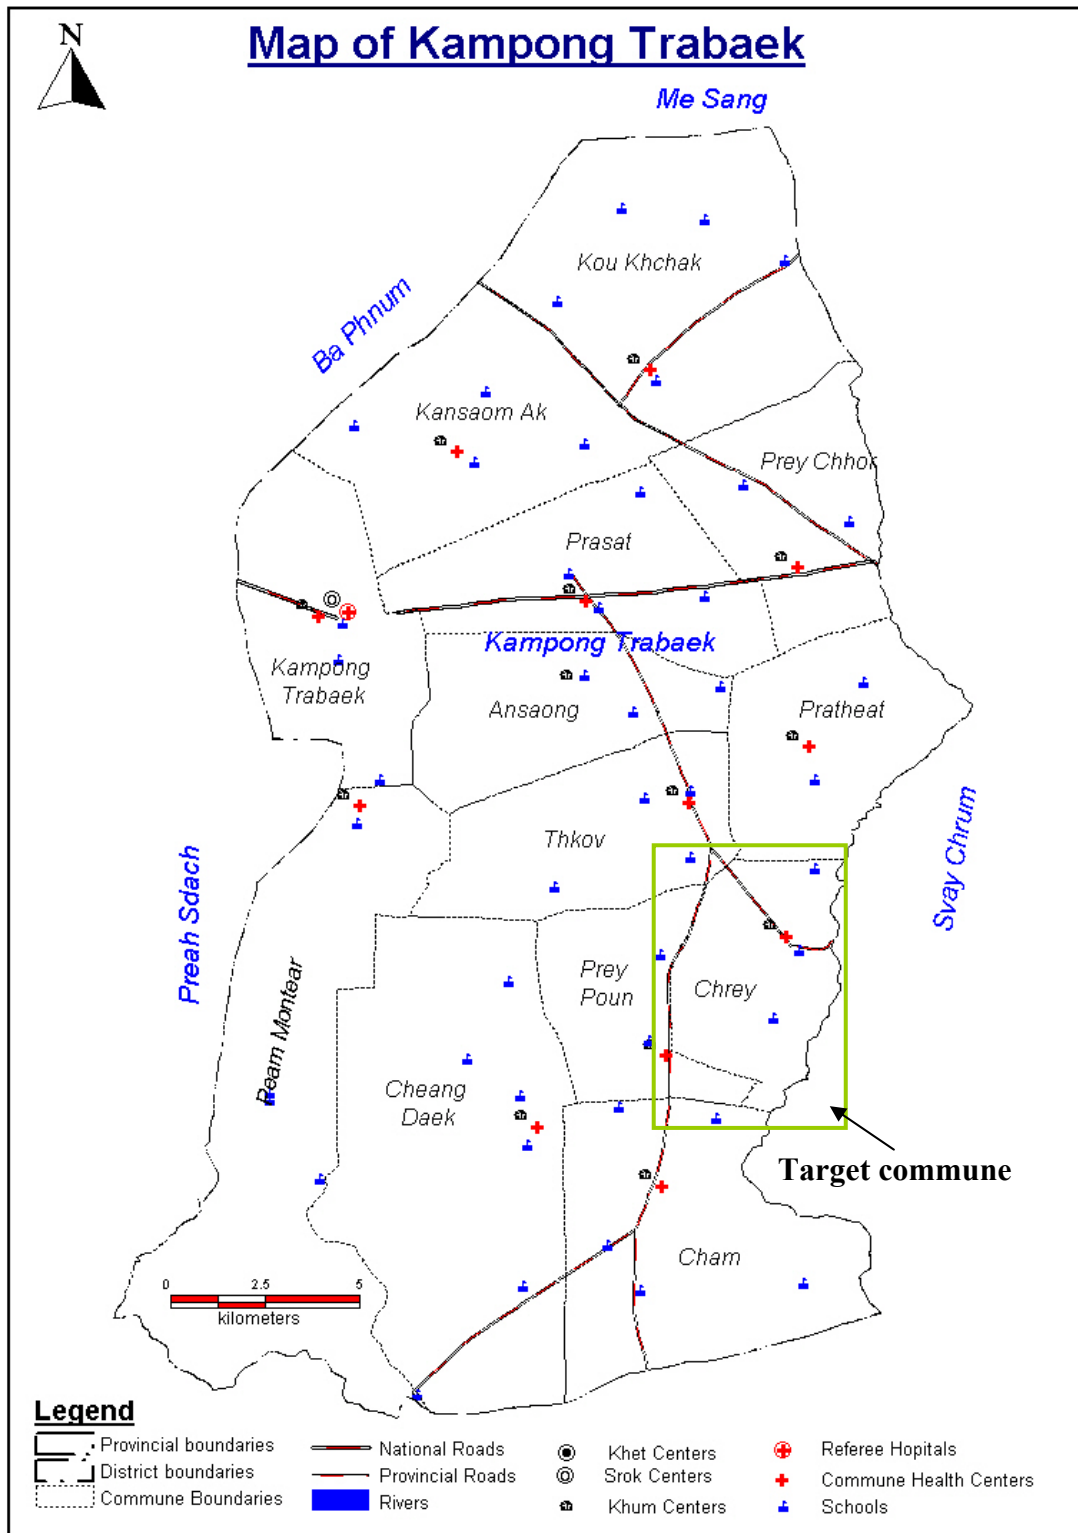 Map of Kampong Trabaek
N
Me Sang
Kou Khchak
Ba Phnum
Kansaom Ak
Prey Chhor
Prasat
Kampong Trabaek
Kampong
Trabaek
Ansaong
Pratheat
Thkov
Svay Chrum
Preah Sdach
Prey
Poun
Chrey
Peam Montear
Cheang
Daek
Target commune
Cham
0 2.5 5
kilometers
Legend
Provincial boundaries
District boundaries
Commune Boundaries
National Roads
Provincial Roads
Rivers
Khet Centers
Srok Centers
Khum Centers
Referee Hopitals
Commune Health Centers
Schools